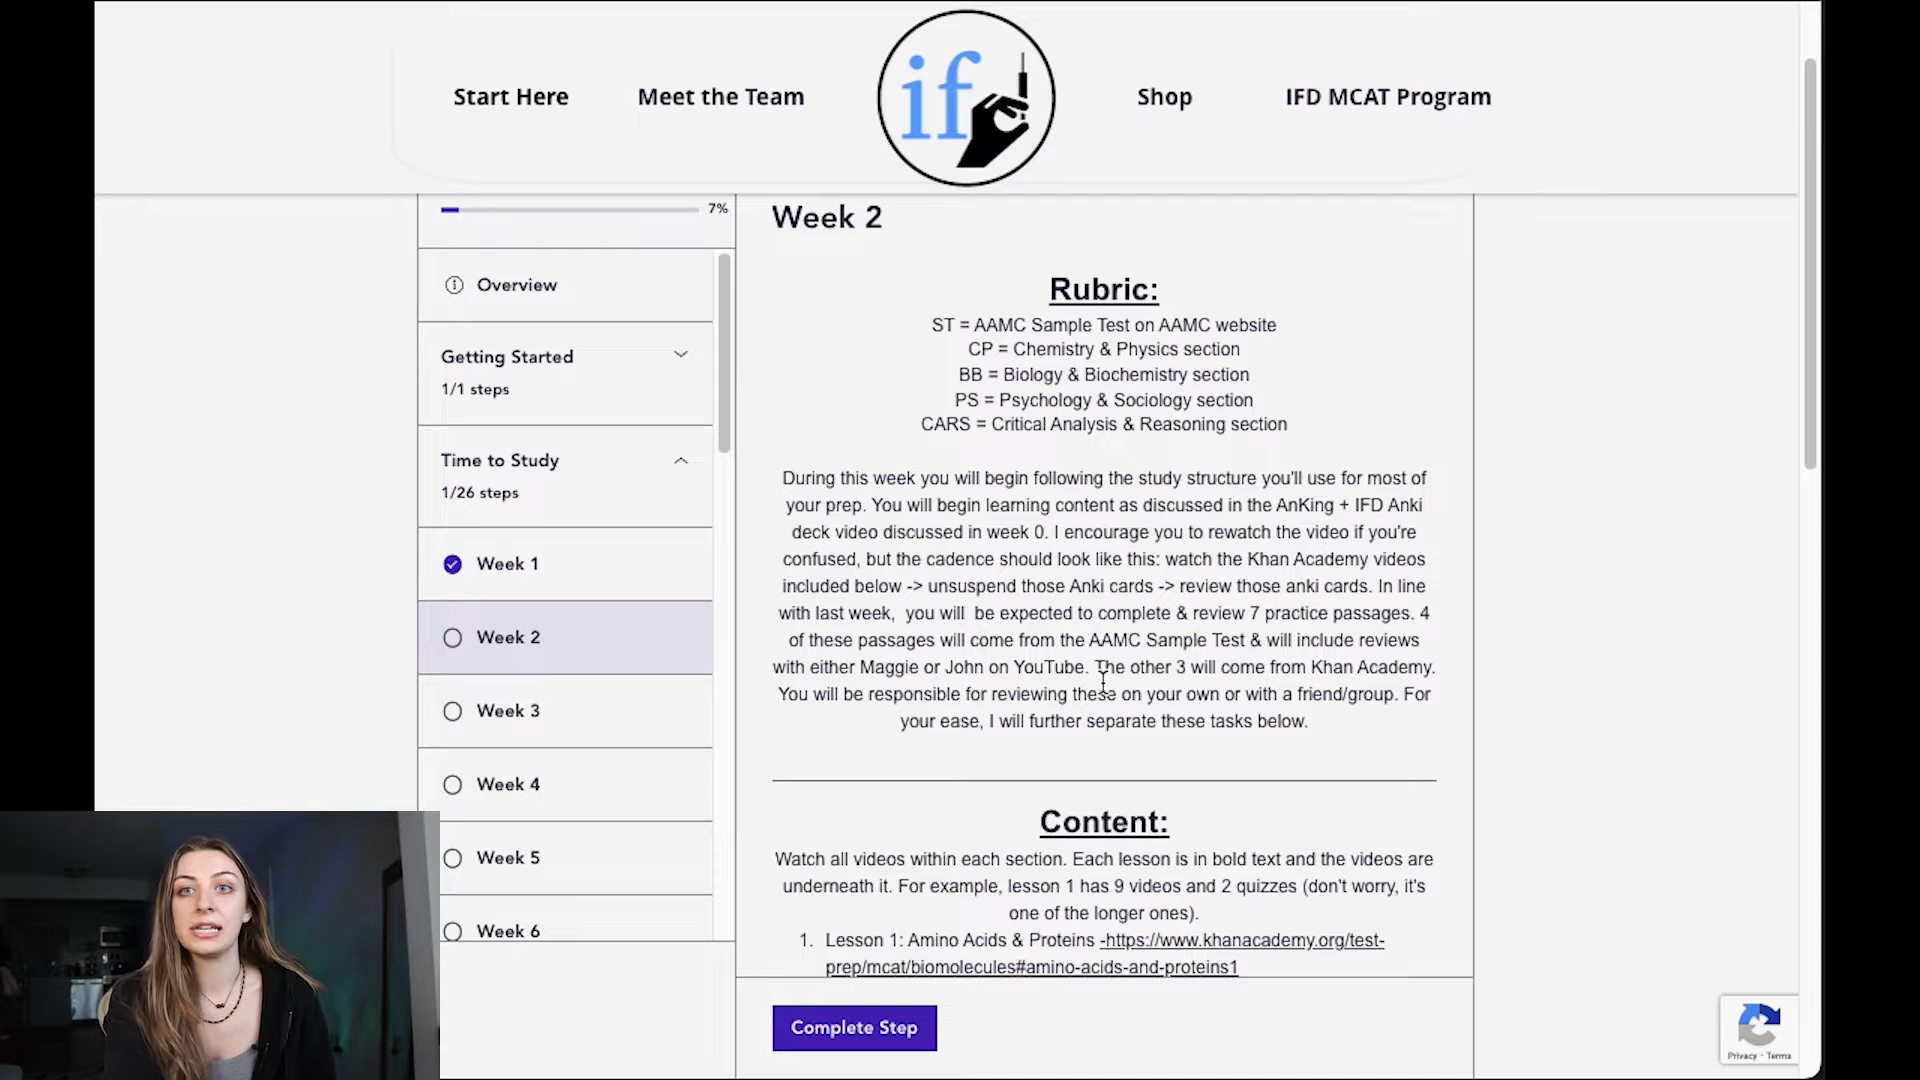 Start Here
Meet the Team
if
Shop
IFD MCAT Program
7%
Overview
Getting Started
1/1 steps
Time to Study
1/26 steps
Week 1
Week 2
Week 3
Week 4
Week 5
Week 6
Week 2
Rubric:
ST = AAMC Sample Test on AAMC website
CP = Chemistry & Physics section
BB = Biology & Biochemistry section
PS = Psychology & Sociology section
CARS = Critical Analysis & Reasoning section
During this week you will begin following the study structure you'll use for most of
your prep. You will begin learning content as discussed in the AnKing + IFD Anki
deck video discussed in week 0. I encourage you to rewatch the video if you're
confused, but the cadence should look like this: watch the Khan Academy videos
included below -> unsuspend those Anki cards -> review those anki cards. In line
with last week, you will be expected to complete & review 7 practice passages. 4
of these passages will come from the AAMC Sample Test & will include reviews
with either Maggie or John on YouTube. The other 3 will come from Khan Academy.
You will be responsible for reviewing these on your own or with a friend/group. For
your ease, I will further separate these tasks below.
Content:
Watch all videos within each section. Each lesson is in bold text and the videos are
underneath it. For example, lesson 1 has 9 videos and 2 quizzes (don't worry, it's
one of the longer ones).
1. Lesson 1: Amino Acids & Proteins -https://www.khanacademy.org/test-
prep/mcat/biomolecules#amino-acids-and-proteins1
Complete Step
Privacy - Terms